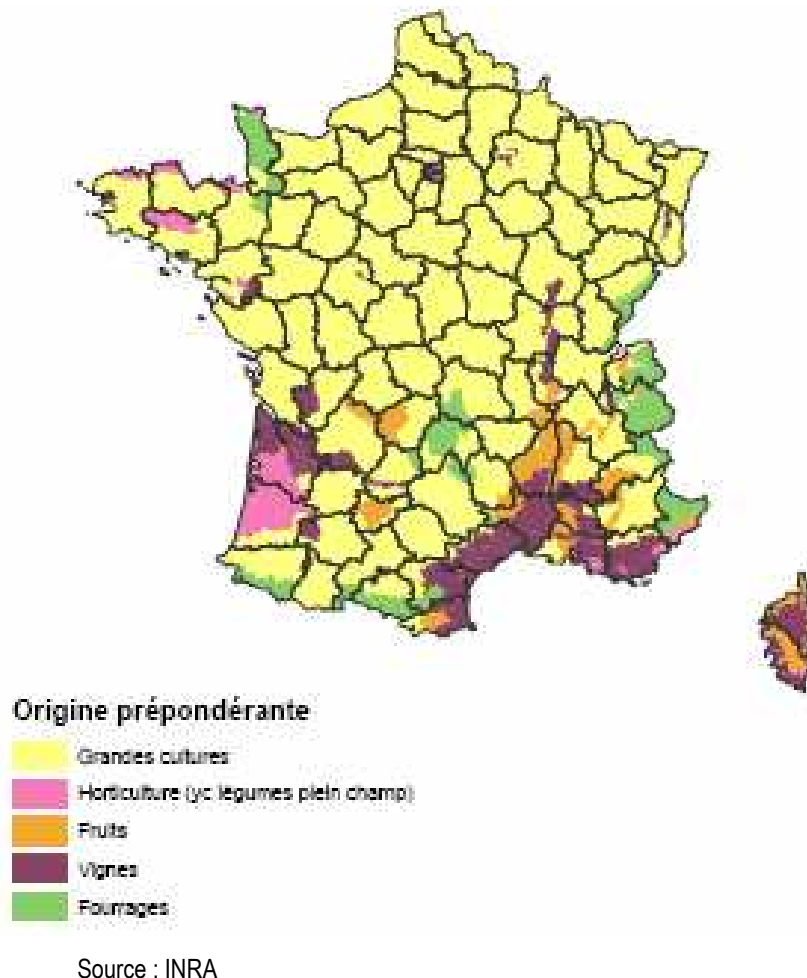 Origine prépondérante
Grandes cultures
Horticulture (yc légumes plein champ)
Fruits
Vignes
Fourrages
Source : INRA